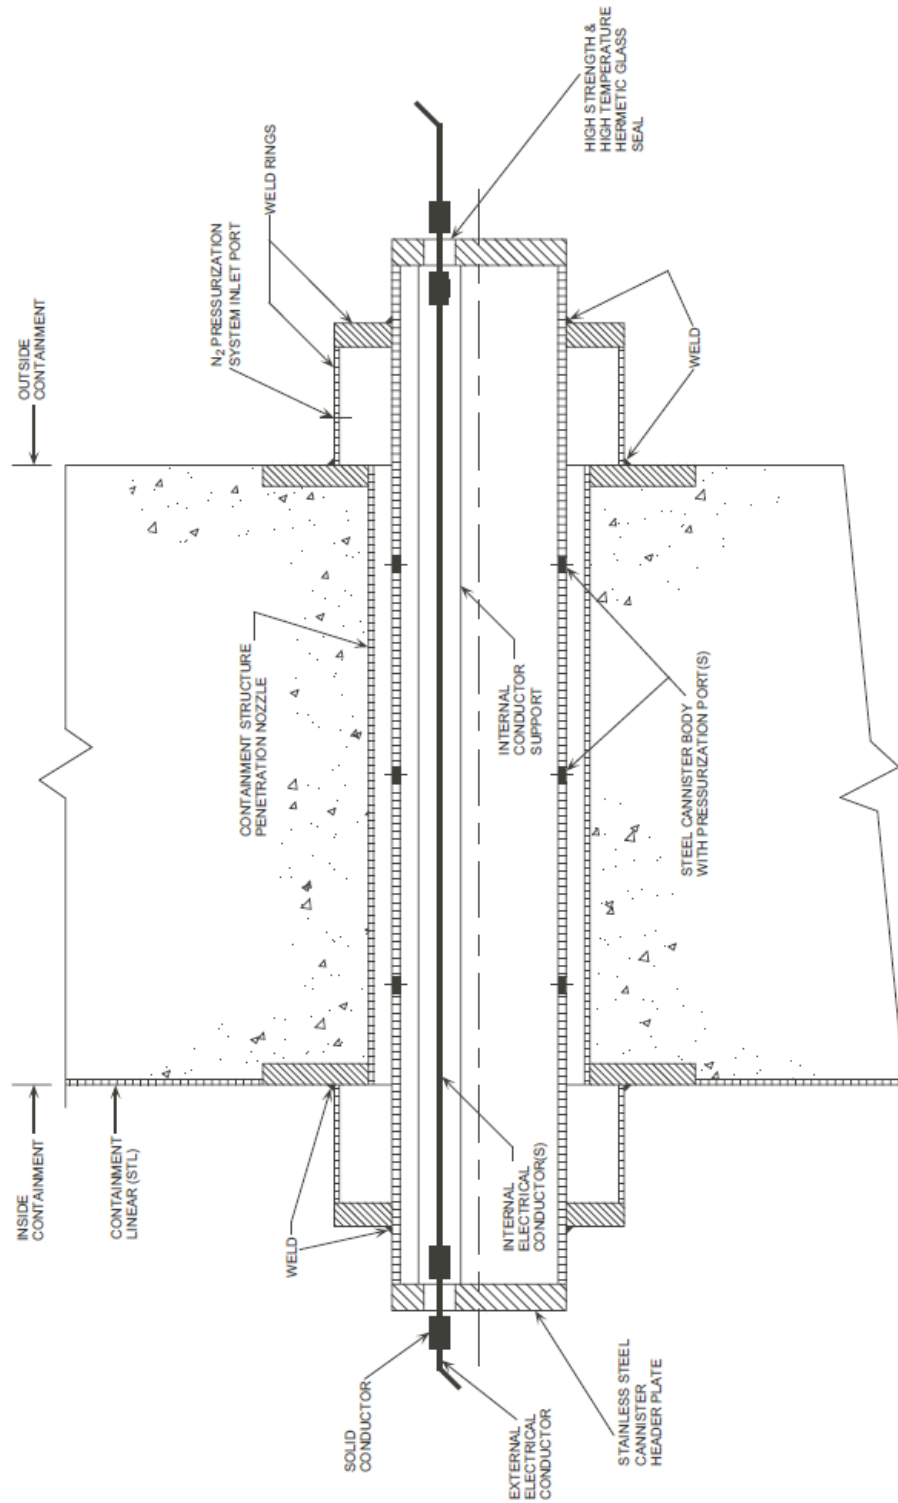 INSIDE
CONTAINMENT
CONTAINMENT
LINEAR (STL)
WELD
SOLID
CONDUCTOR
EXTERNAL
ELECTRICAL
CONDUCTOR
STAINLESS STEEL
CANNISTER
HEADER PLATE
INTERNAL
ELECTRICAL
CONDUCTOR(S)
CONTAINMENT STRUCTURE
PENETRATION NOZZLE
INTERNAL
CONDUCTOR
SUPPORT
STEEL CANNISTER BODY
WITH PRESSURIZATION PORT(S)
OUTSIDE
CONTAINMENT
N2 PRESSURIZATION
SYSTEM INLET PORT
WELD RINGS
WELD
HIGH STRENGTH &
HIGH TEMPERATURE
HERMETIC GLASS
SEAL